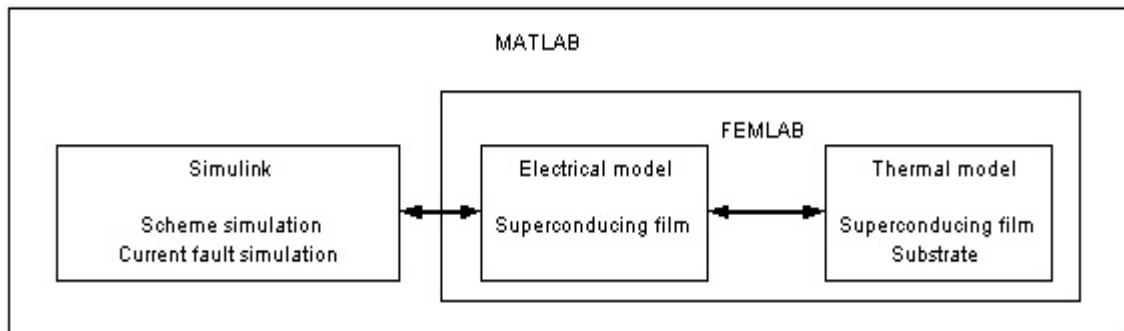 MATLAB
FEMLAB
Simulink
Scheme simulation
Current fault simulation
Electrical model
Superconducing film
Thermal model
Superconducing film
Substrate